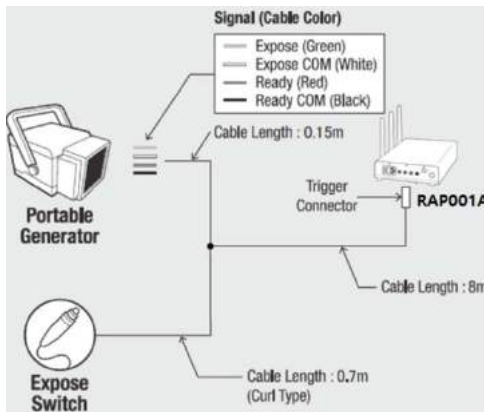 Signal (Cable Color)
Expose (Green)
Expose COM (White)
Ready (Red)
Ready COM (Black)
Cable Length : 0.15m
Portable
Generator
Trigger
Connector
RAP001A
Cable Length : 8m
Expose
Switch
Cable Length : 0.7m
(Curl Type)